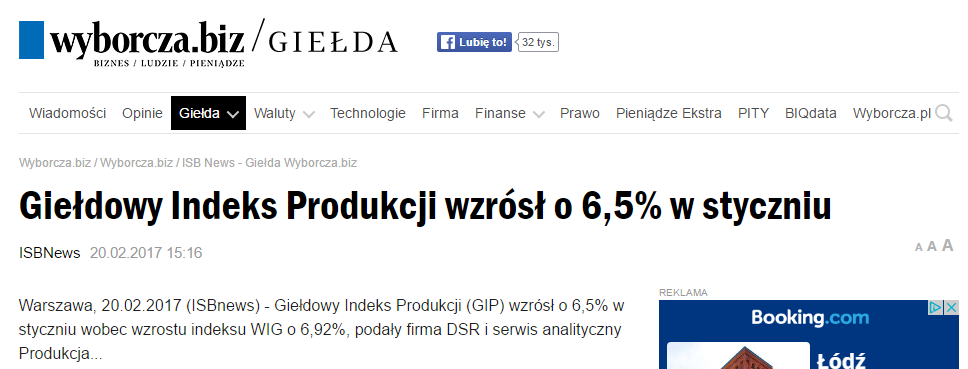 wyborcza.biz / GIEŁDA
BIZNES / LUDZIE / PIENIĄDZE
Lubię to! 32 tys.
Wiadomości Opinie Giełda Waluty Technologie Firma Finanse Prawo Pieniądze Ekstra PITY BIQdata Wyborcza.pl
Wyborcza.biz / Wyborcza.biz / ISB News - Giełda Wyborcza.biz
Giełdowy Indeks Produkcji wzrósł o 6,5% w styczniu
ISBNews 20.02.2017 15:16
A A A
Warszawa, 20.02.2017 (ISBnews) - Giełdowy Indeks Produkcji (GIP) wzrósł o 6,5% w
styczniu wobec wzrostu indeksu WIG o 6,92%, podały firma DSR i serwis analityczny
Produkcja...
REKLAMA
Booking.com
Łódź